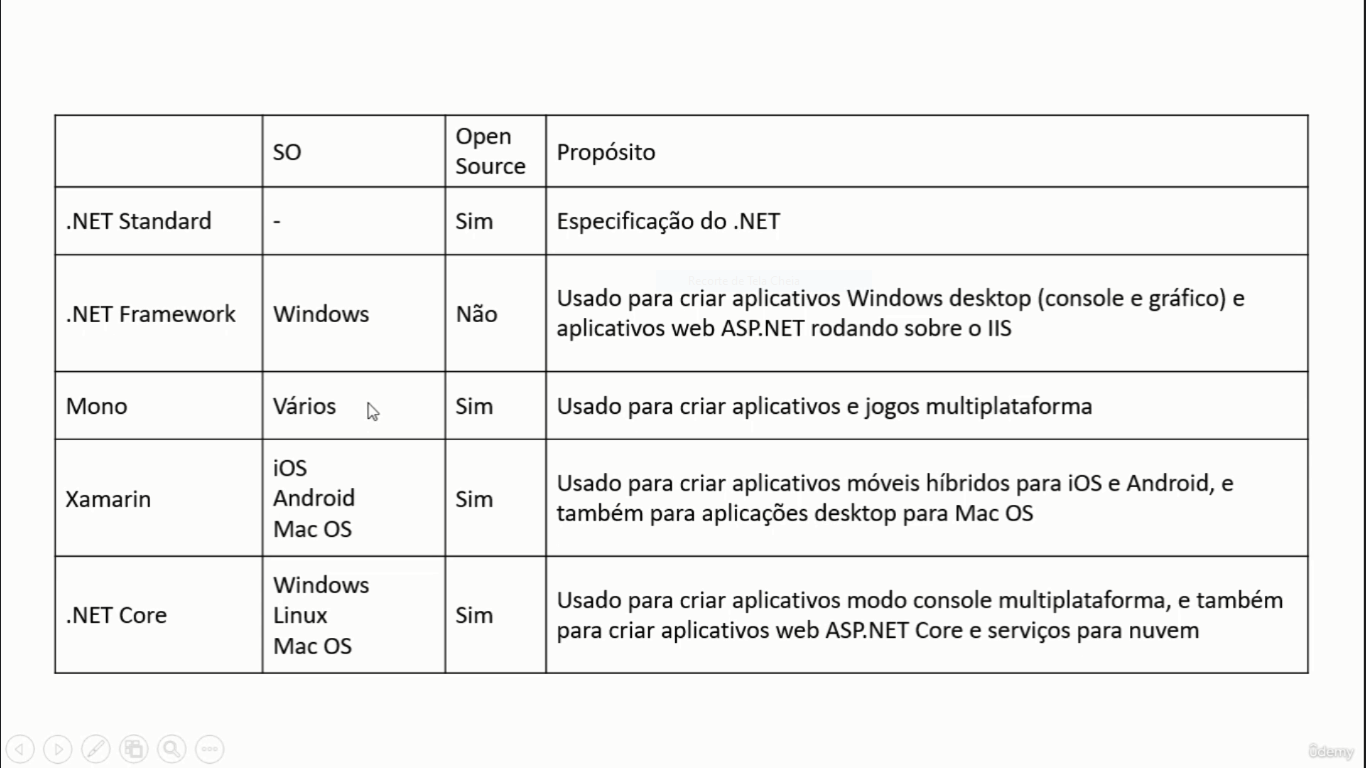 SO
Open
Source
Propósito
.NET Standard
-
Sim
Especificação do .NET
.NET Framework
Windows
Não
Usado para criar aplicativos Windows desktop (console e gráfico) e
aplicativos web ASP.NET rodando sobre o IIS
Mono
Vários
Sim
Usado para criar aplicativos e jogos multiplataforma
Xamarin
iOS
Android
Mac OS
Sim
Usado para criar aplicativos móveis híbridos para iOS e Android, e
também para aplicações desktop para Mac OS
.NET Core
Windows
Linux
Mac OS
Sim
Usado para criar aplicativos modo console multiplataforma, e também
para criar aplicativos web ASP.NET Core e serviços para nuvem
ûdemy